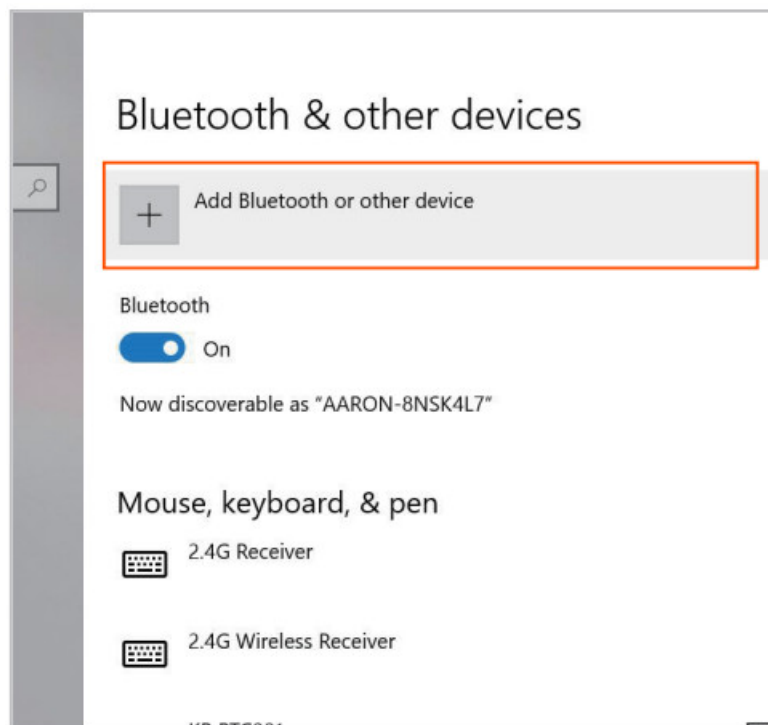 Bluetooth & other devices
Add Bluetooth or other device
Bluetooth
On
Now discoverable as “AARON-8NSK4L7”
Mouse, keyboard, & pen
2.4G Receiver
2.4G Wireless Receiver